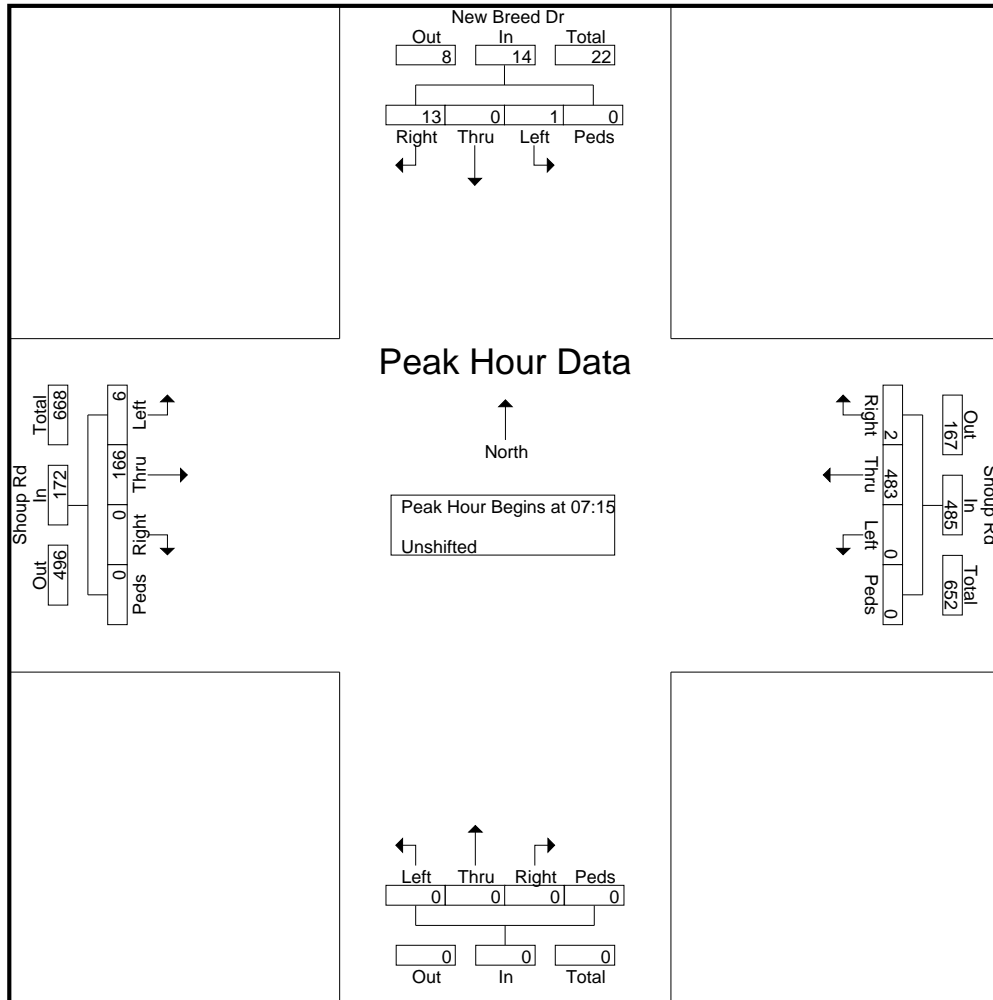 New Breed Dr
Out In Total
8 14 22
13 0 1 0
Right Thru Left Peds
Peak Hour Data
North
Peak Hour Begins at 07:15
Unshifted
Shoup Rd
Total In Out
668 172 496
6 166 0 0
Left Thru Right Peds
Shoup Rd
Out In Total
167 485 652
2 483 0 0
Right Thru Left Peds
Left Thru Right Peds
0 0 0 0
0 0 0
Out In Total